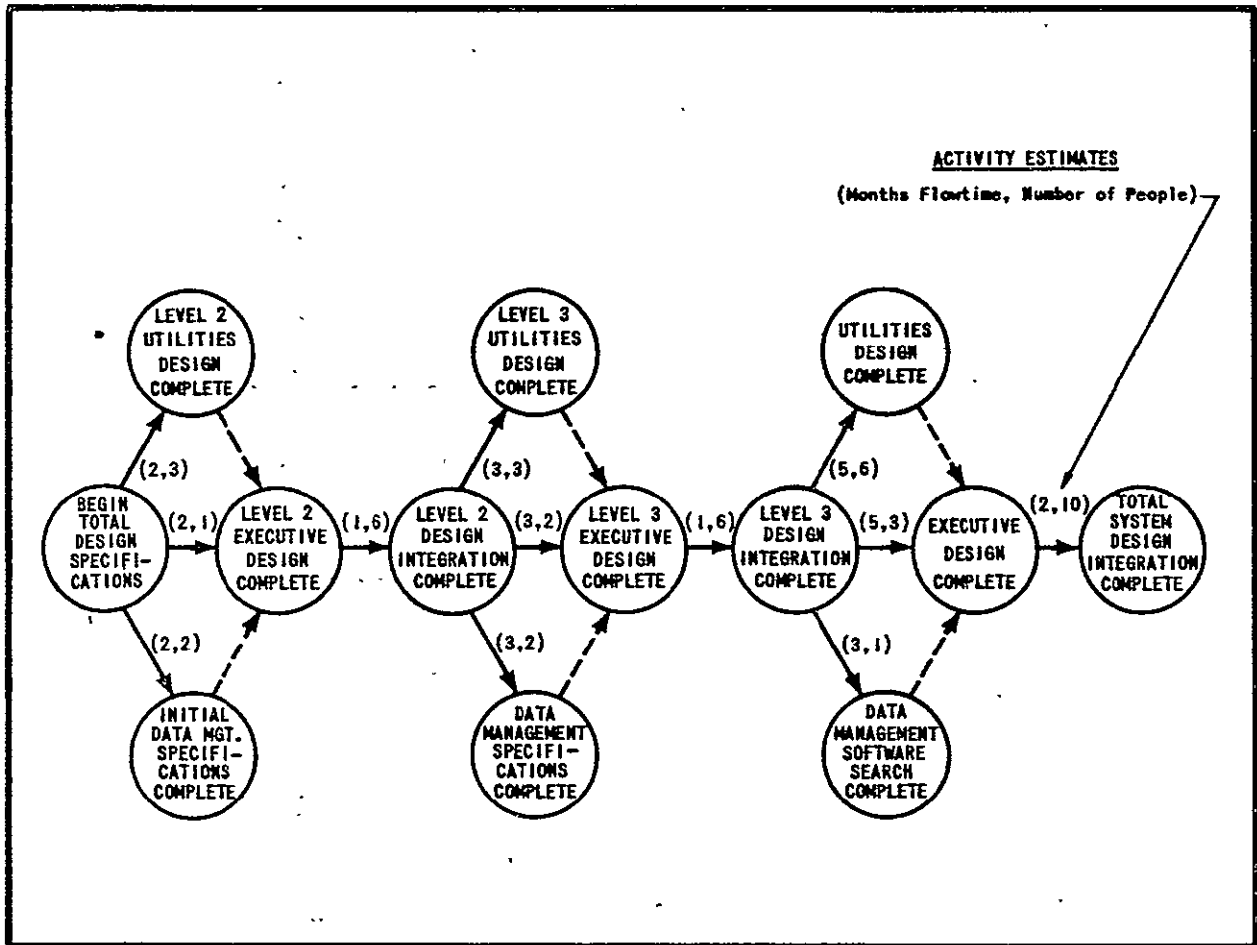 ACTIVITY ESTIMATES
(Months Flowtime, Number of People)
LEVEL 2
UTILITIES
DESIGN
COMPLETE
LEVEL 3
UTILITIES
DESIGN
COMPLETE
UTILITIES
DESIGN
COMPLETE
(2,3)
(3,3)
(5,6)
BEGIN
TOTAL
DESIGN
SPECIFI-
CATIONS
(2,1)
LEVEL 2
EXECUTIVE
DESIGN
COMPLETE
(1,6)
LEVEL 2
DESIGN
INTEGRATION
COMPLETE
(3,2)
LEVEL 3
EXECUTIVE
DESIGN
COMPLETE
(1,6)
LEVEL 3
DESIGN
INTEGRATION
COMPLETE
(5,3)
EXECUTIVE
DESIGN
COMPLETE
(2,10)
TOTAL
SYSTEM
DESIGN
INTEGRATION
COMPLETE
(2,2)
(3,2)
(3,1)
INITIAL
DATA MGT.
SPECIFI-
CATIONS
COMPLETE
DATA
MANAGEMENT
SPECIFI-
CATIONS
COMPLETE
DATA
MANAGEMENT
SOFTWARE
SEARCH
COMPLETE